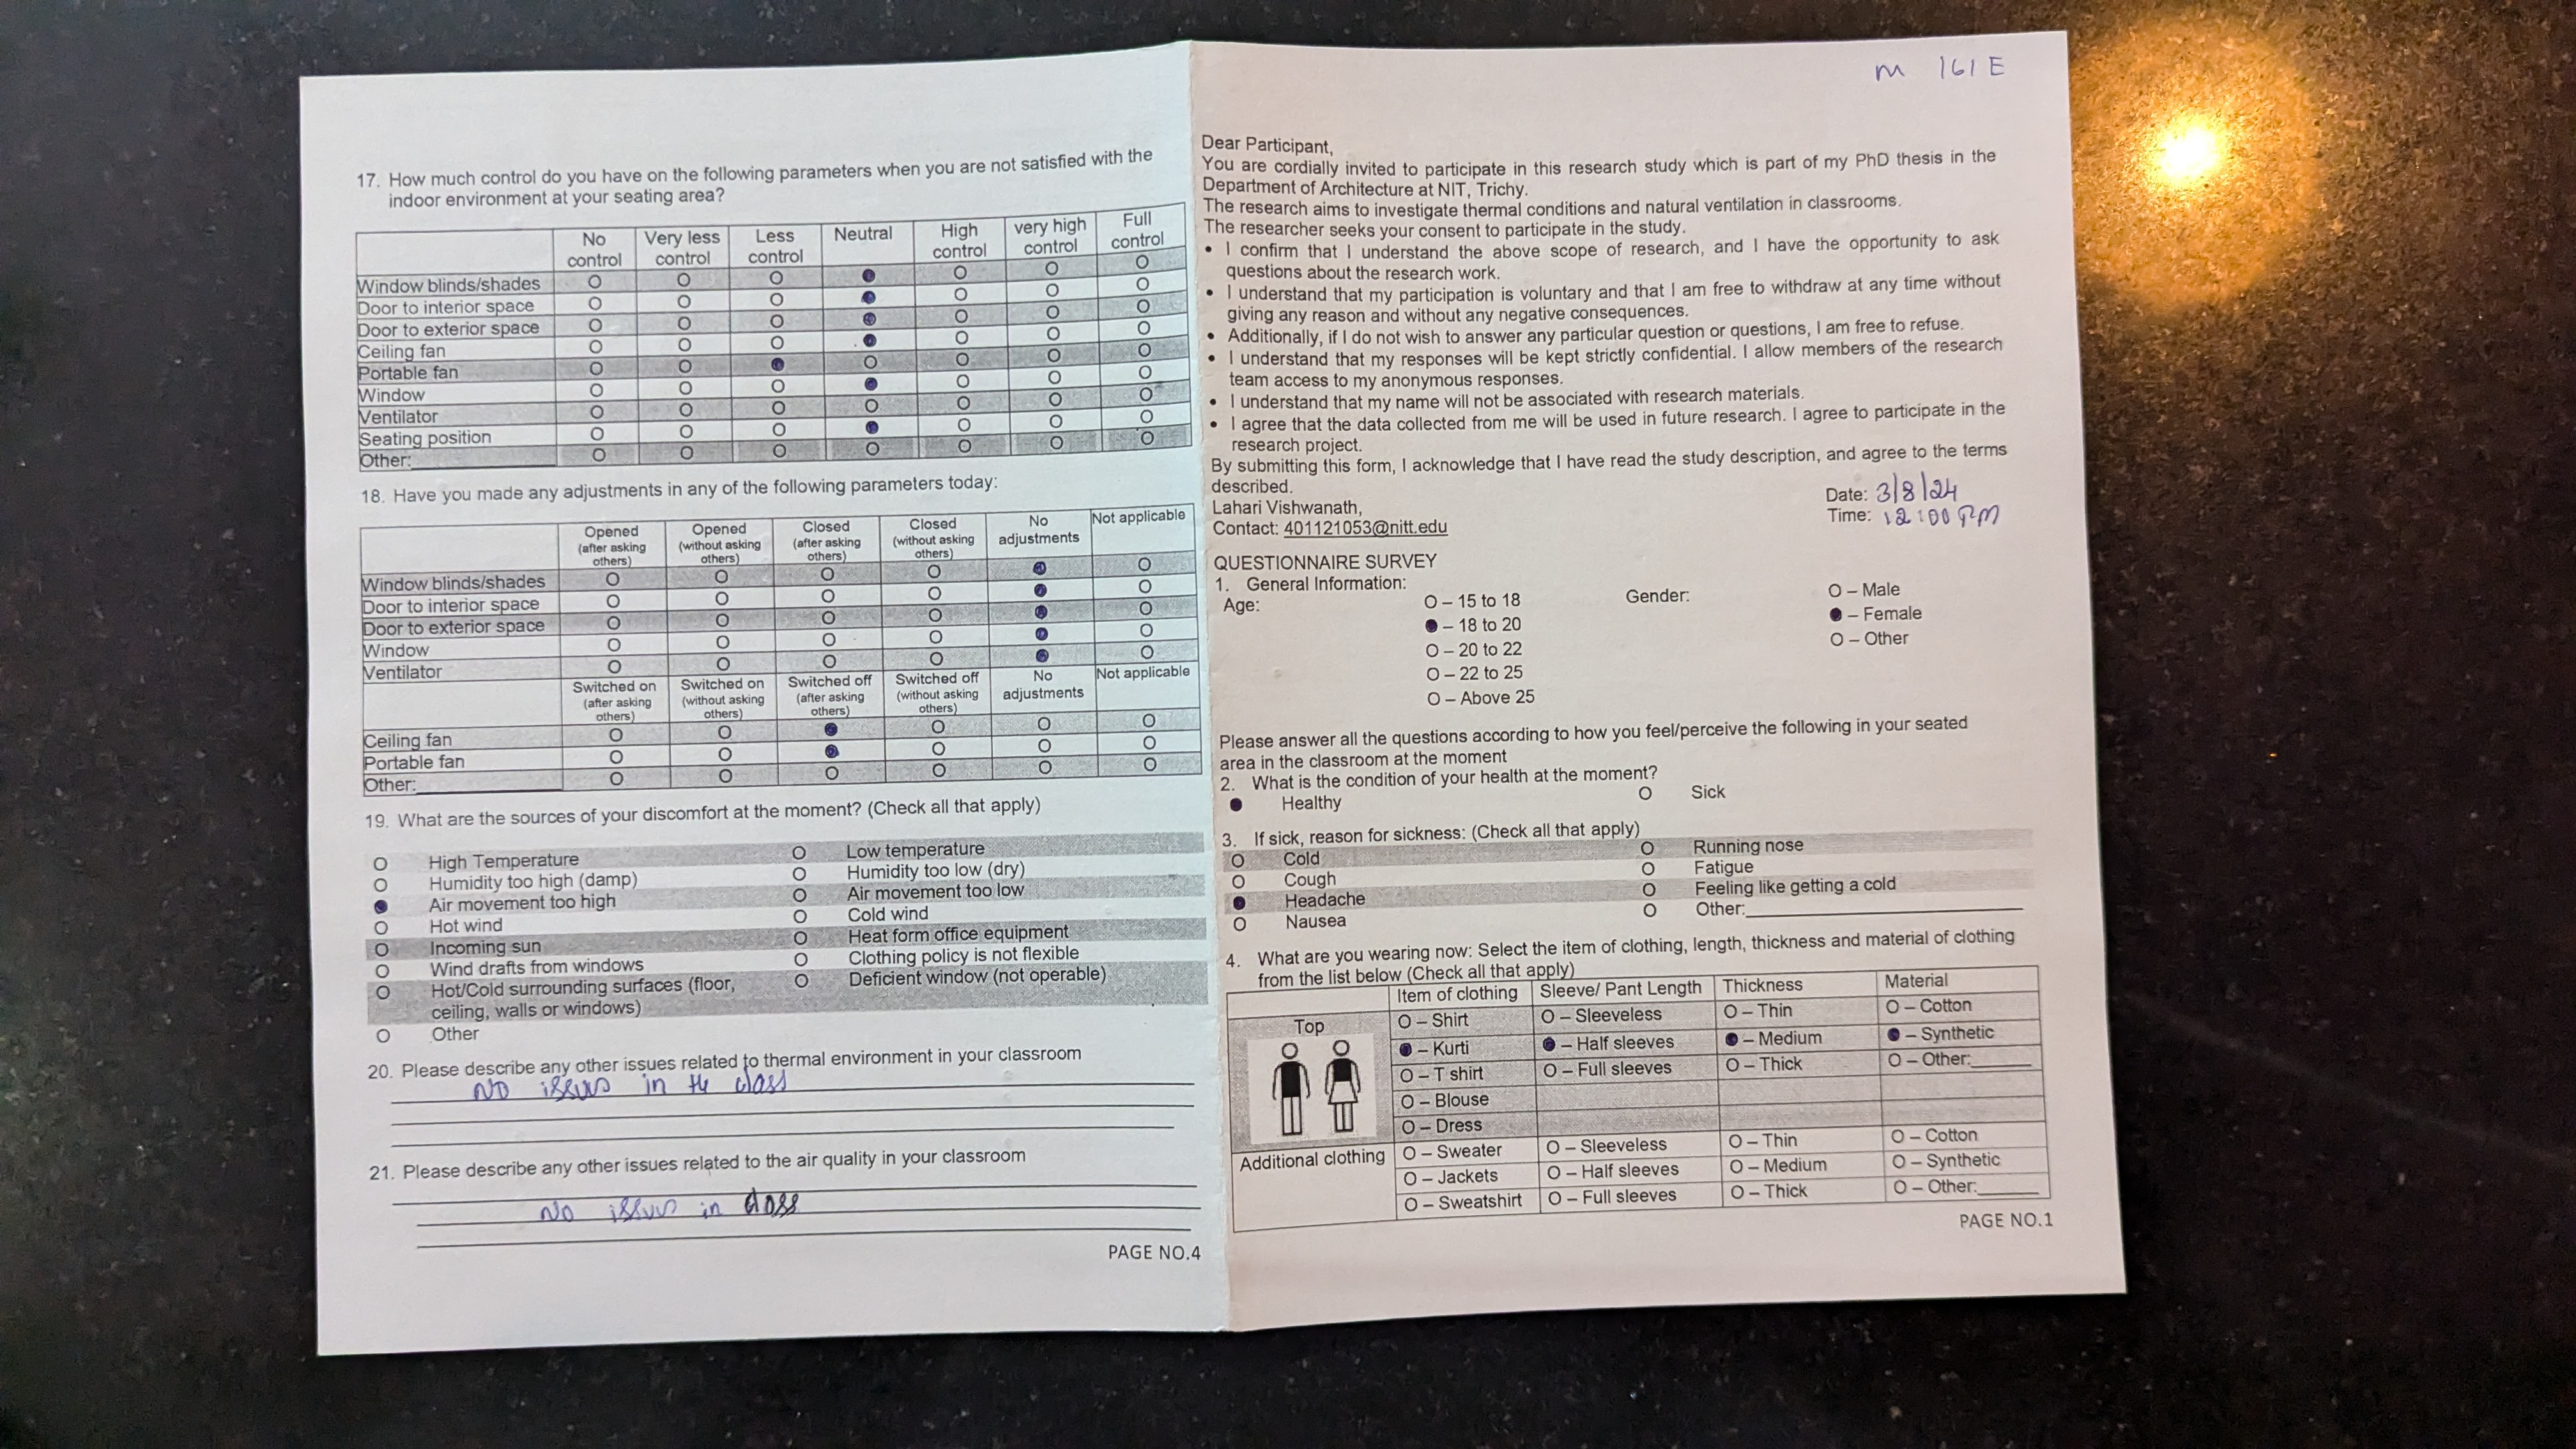 17. How much control do you have on the following parameters when you are not satisfied with the
indoor environment at your seating area?
No control Very less control Less control Neutral High control very high control Full control
Window blinds/shades O O O ● O O O
Door to interior space O O O ● O O O
Door to exterior space O O O ● O O O
Ceiling fan O O O ● O O O
Portable fan O O ● O O O O
Window O O O ● O O O
Ventilator O O O O O O O
Seating position O O O ● O O O
Other:__________ O O O O O O O
18. Have you made any adjustments in any of the following parameters today:
Opened (after asking others) Opened (without asking others) Closed (after asking others) Closed (without asking others) No adjustments Not applicable
Window blinds/shades O O O O ● O
Door to interior space O O O O ● O
Door to exterior space O O O O ● O
Window O O O O ● O
Ventilator O O O O ● O
Switched on (after asking others) Switched on (without asking others) Switched off (after asking others) Switched off (without asking others) No adjustments Not applicable
Ceiling fan O O ● O O O
Portable fan O O ● O O O
Other:__________ O O O O O O
19. What are the sources of your discomfort at the moment? (Check all that apply)
O High Temperature O Low temperature
O Humidity too high (damp) O Humidity too low (dry)
● Air movement too high O Air movement too low
O Hot wind O Cold wind
O Incoming sun O Heat form office equipment
O Wind drafts from windows O Clothing policy is not flexible
O Hot/Cold surrounding surfaces (floor, O Deficient window (not operable)
ceiling, walls or windows)
O Other
20. Please describe any other issues related to thermal environment in your classroom
No issues in the class
21. Please describe any other issues related to the air quality in your classroom
No issues in class
PAGE NO.4
m 161 E
Dear Participant,
You are cordially invited to participate in this research study which is part of my PhD thesis in the
Department of Architecture at NIT, Trichy.
The research aims to investigate thermal conditions and natural ventilation in classrooms.
The researcher seeks your consent to participate in the study.
• I confirm that I understand the above scope of research, and I have the opportunity to ask
questions about the research work.
• I understand that my participation is voluntary and that I am free to withdraw at any time without
giving any reason and without any negative consequences.
• Additionally, if I do not wish to answer any particular question or questions, I am free to refuse.
• I understand that my responses will be kept strictly confidential. I allow members of the research
team access to my anonymous responses.
• I understand that my name will not be associated with research materials.
• I agree that the data collected from me will be used in future research. I agree to participate in the
research project.
By submitting this form, I acknowledge that I have read the study description, and agree to the terms
described.
Lahari Vishwanath,
Contact: 401121053@nitt.edu
Date: 3/8/24
Time: 12:00 PM
QUESTIONNAIRE SURVEY
1. General Information:
Age: O – 15 to 18 Gender: O – Male
● – 18 to 20 ● – Female
O – 20 to 22 O – Other
O – 22 to 25
O – Above 25
Please answer all the questions according to how you feel/perceive the following in your seated
area in the classroom at the moment
2. What is the condition of your health at the moment?
● Healthy O Sick
3. If sick, reason for sickness: (Check all that apply)
O Cold O Running nose
O Cough O Fatigue
● Headache O Feeling like getting a cold
O Nausea O Other:__________
4. What are you wearing now: Select the item of clothing, length, thickness and material of clothing
from the list below (Check all that apply)
Item of clothing Sleeve/ Pant Length Thickness Material
Top O – Shirt O – Sleeveless O – Thin O – Cotton
● – Kurti ● – Half sleeves ● – Medium ● – Synthetic
O – T shirt O – Full sleeves O – Thick O – Other:______
O – Blouse
O – Dress
Additional clothing O – Sweater O – Sleeveless O – Thin O – Cotton
O – Jackets O – Half sleeves O – Medium O – Synthetic
O – Sweatshirt O – Full sleeves O – Thick O – Other:______
PAGE NO.1